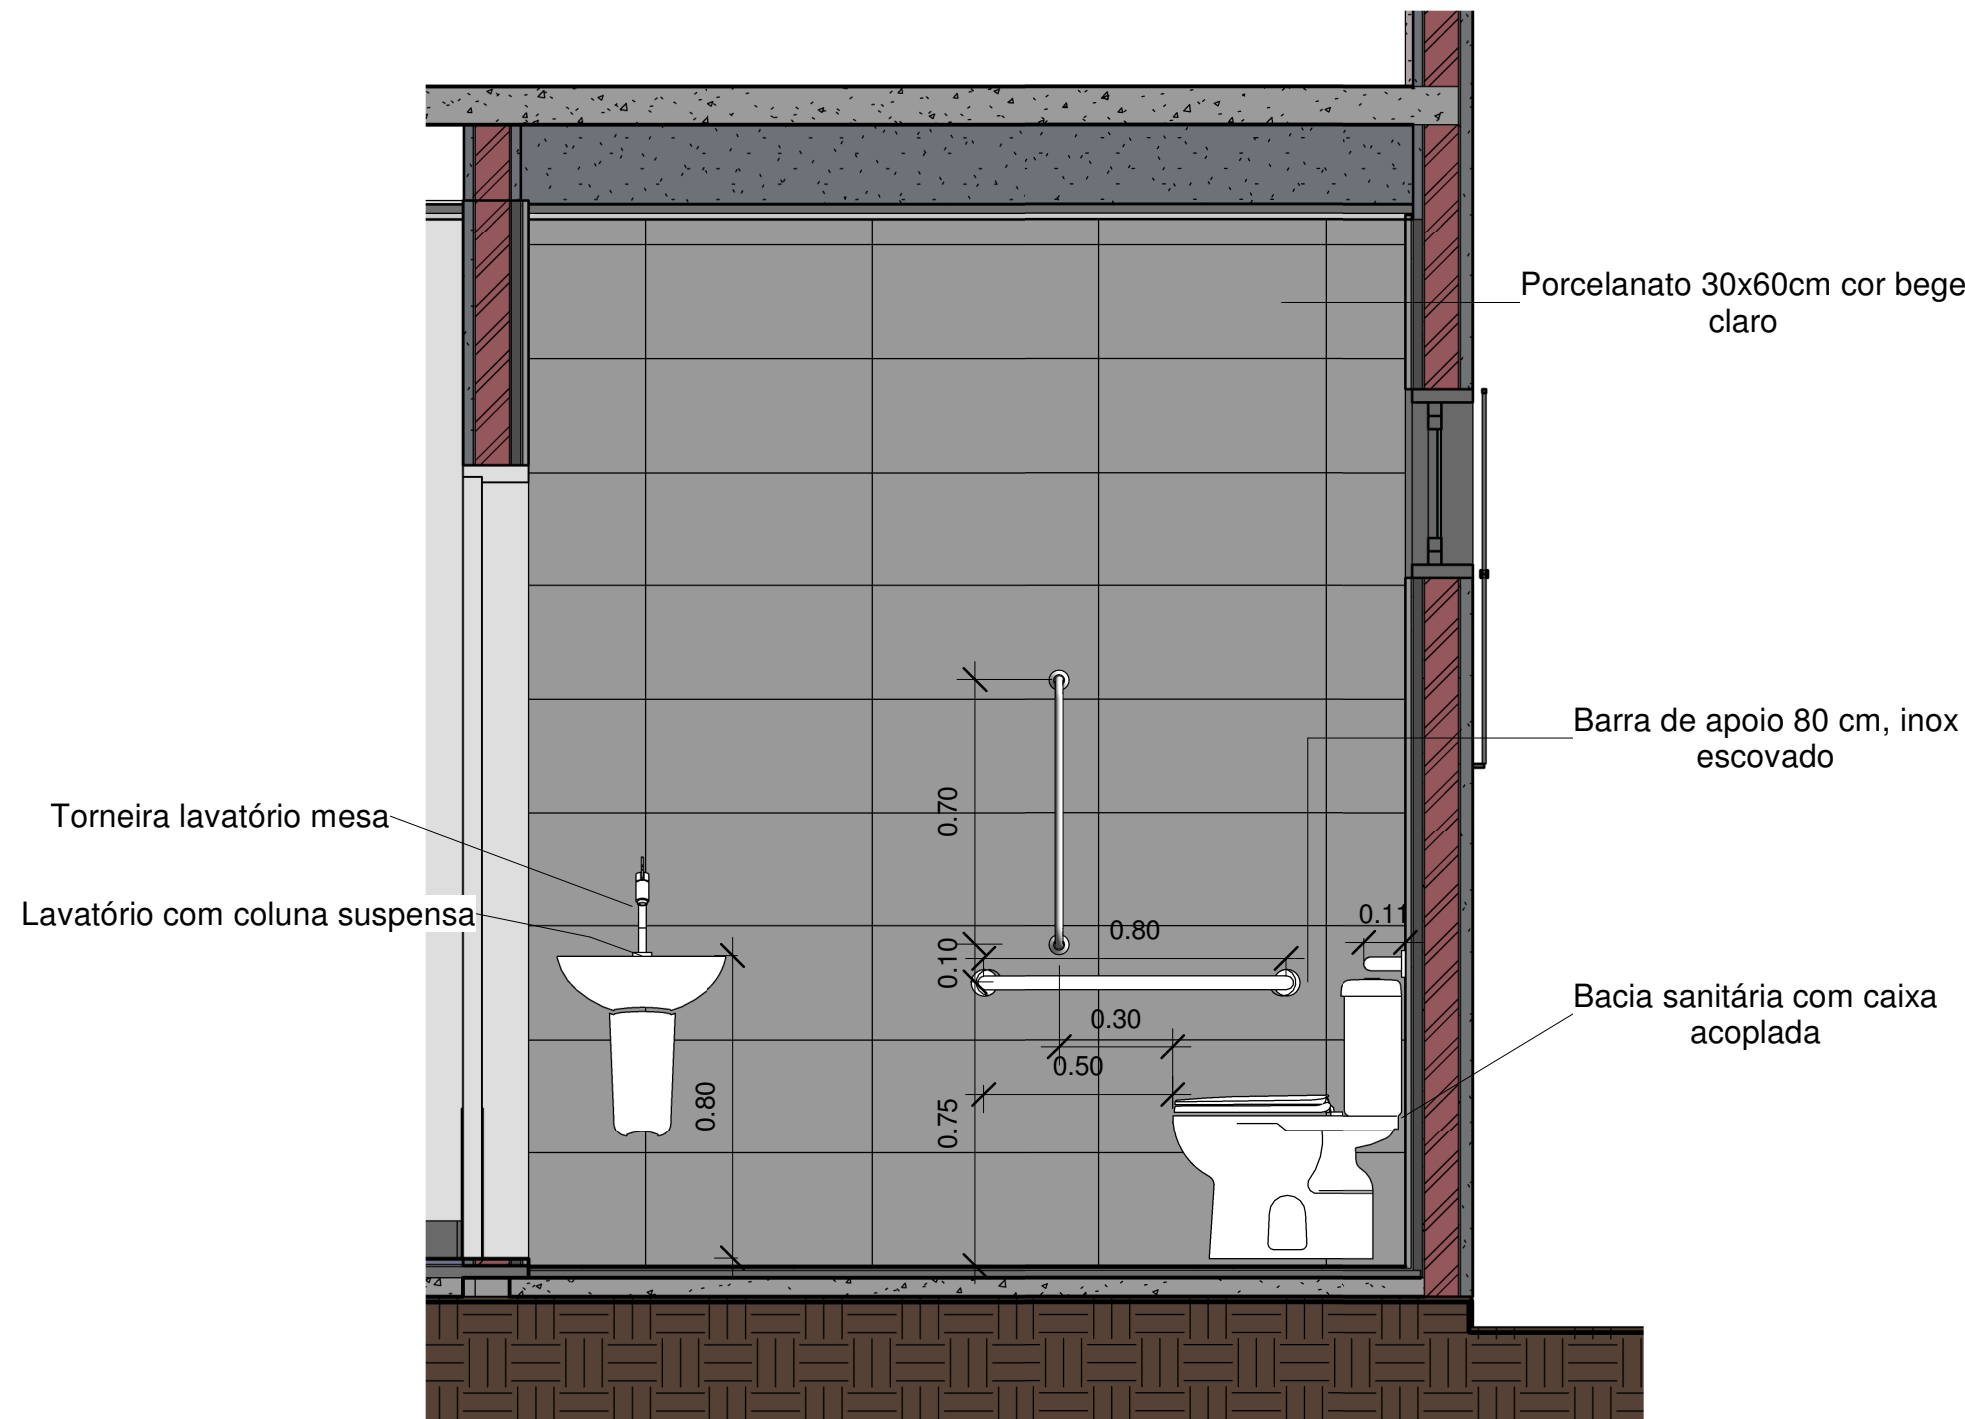 Porcelanato 30x60cm cor bege
claro
Barra de apoio 80 cm, inox
escovado
Torneira lavatório mesa
Lavatório com coluna suspensa
Bacia sanitária com caixa
acoplada
0.70
0.11
0.80
0.10
0.30
0.50
0.80
0.75